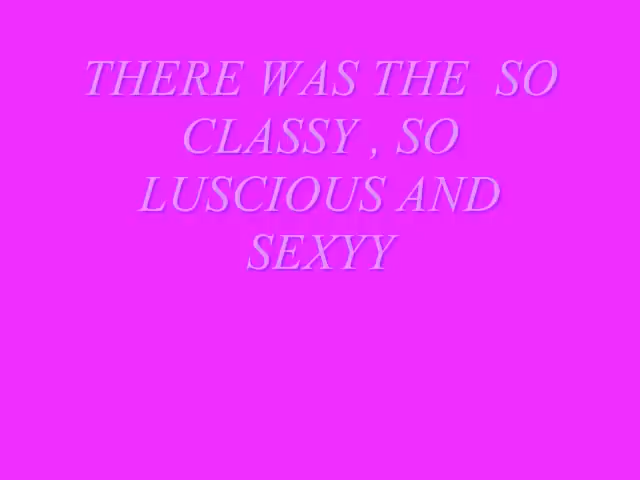 THERE WAS THE  SO
CLASSY , SO
LUSCIOUS AND
SEXYY